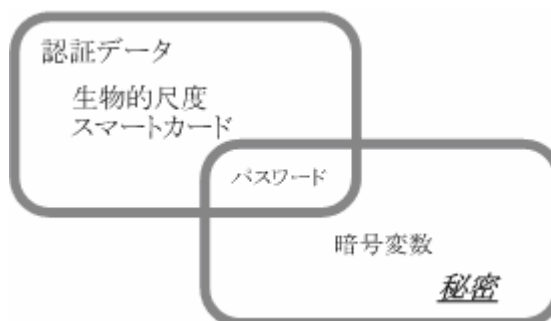 認証データ
生物的尺度
スマートカード
パスワード
暗号変数
秘密